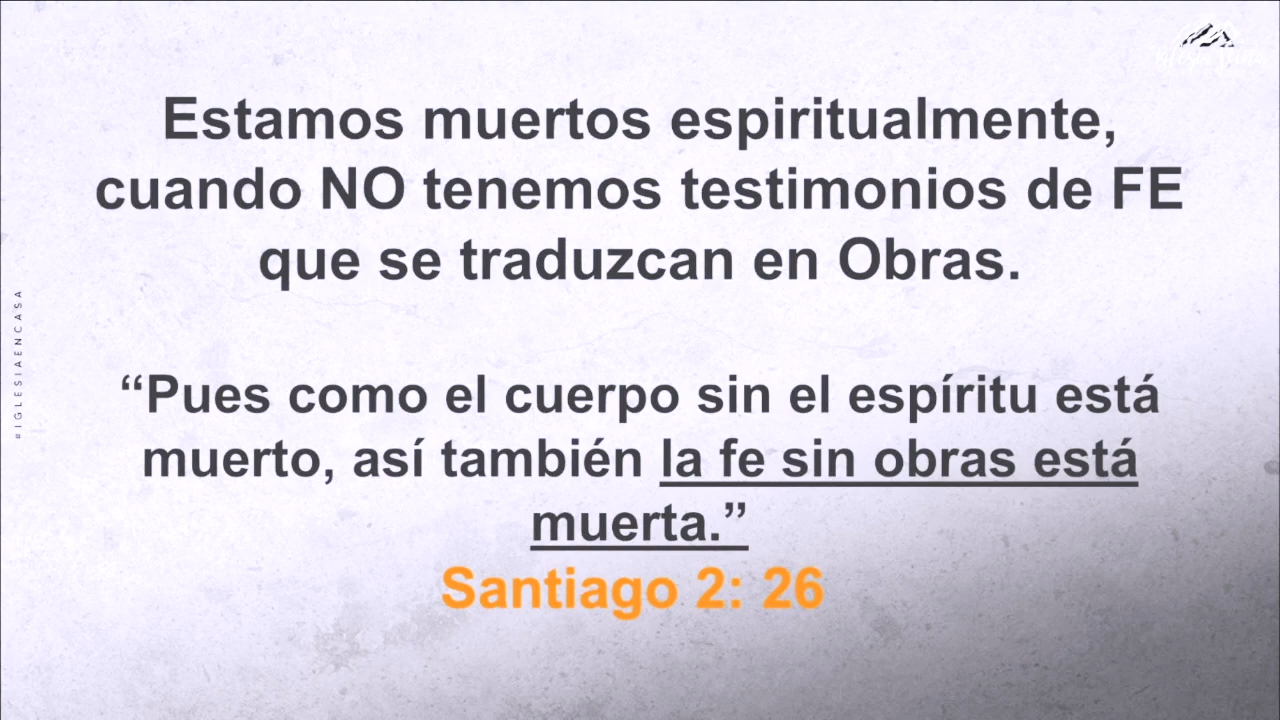 Estamos muertos espiritualmente,
cuando NO tenemos testimonios de FE
que se traduzcan en Obras.
#IGLESIAENCASA
“Pues como el cuerpo sin el espíritu está
muerto, así también la fe sin obras está
muerta.”
Santiago 2: 26